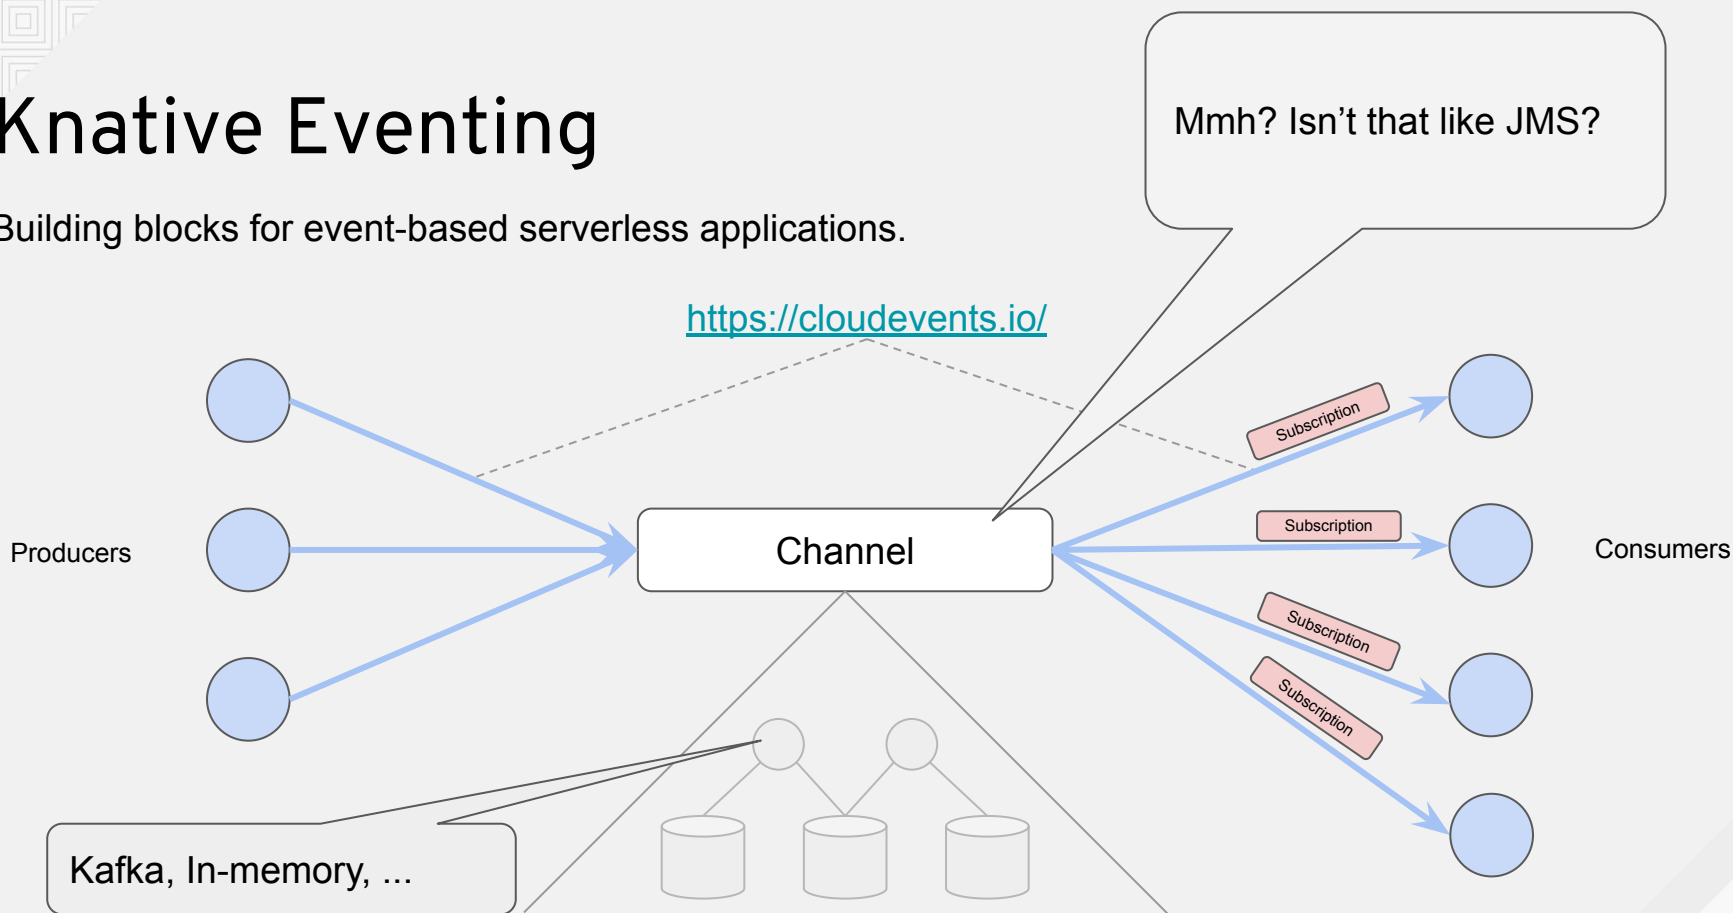 Knative Eventing
Mmh? Isn't that like JMS?
Building blocks for event-based serverless applications.
https://cloudevents.io/
Subscription
Subscription
Producers
Channel
Consumers
Subscription
Subscription
Kafka, In-memory, ...